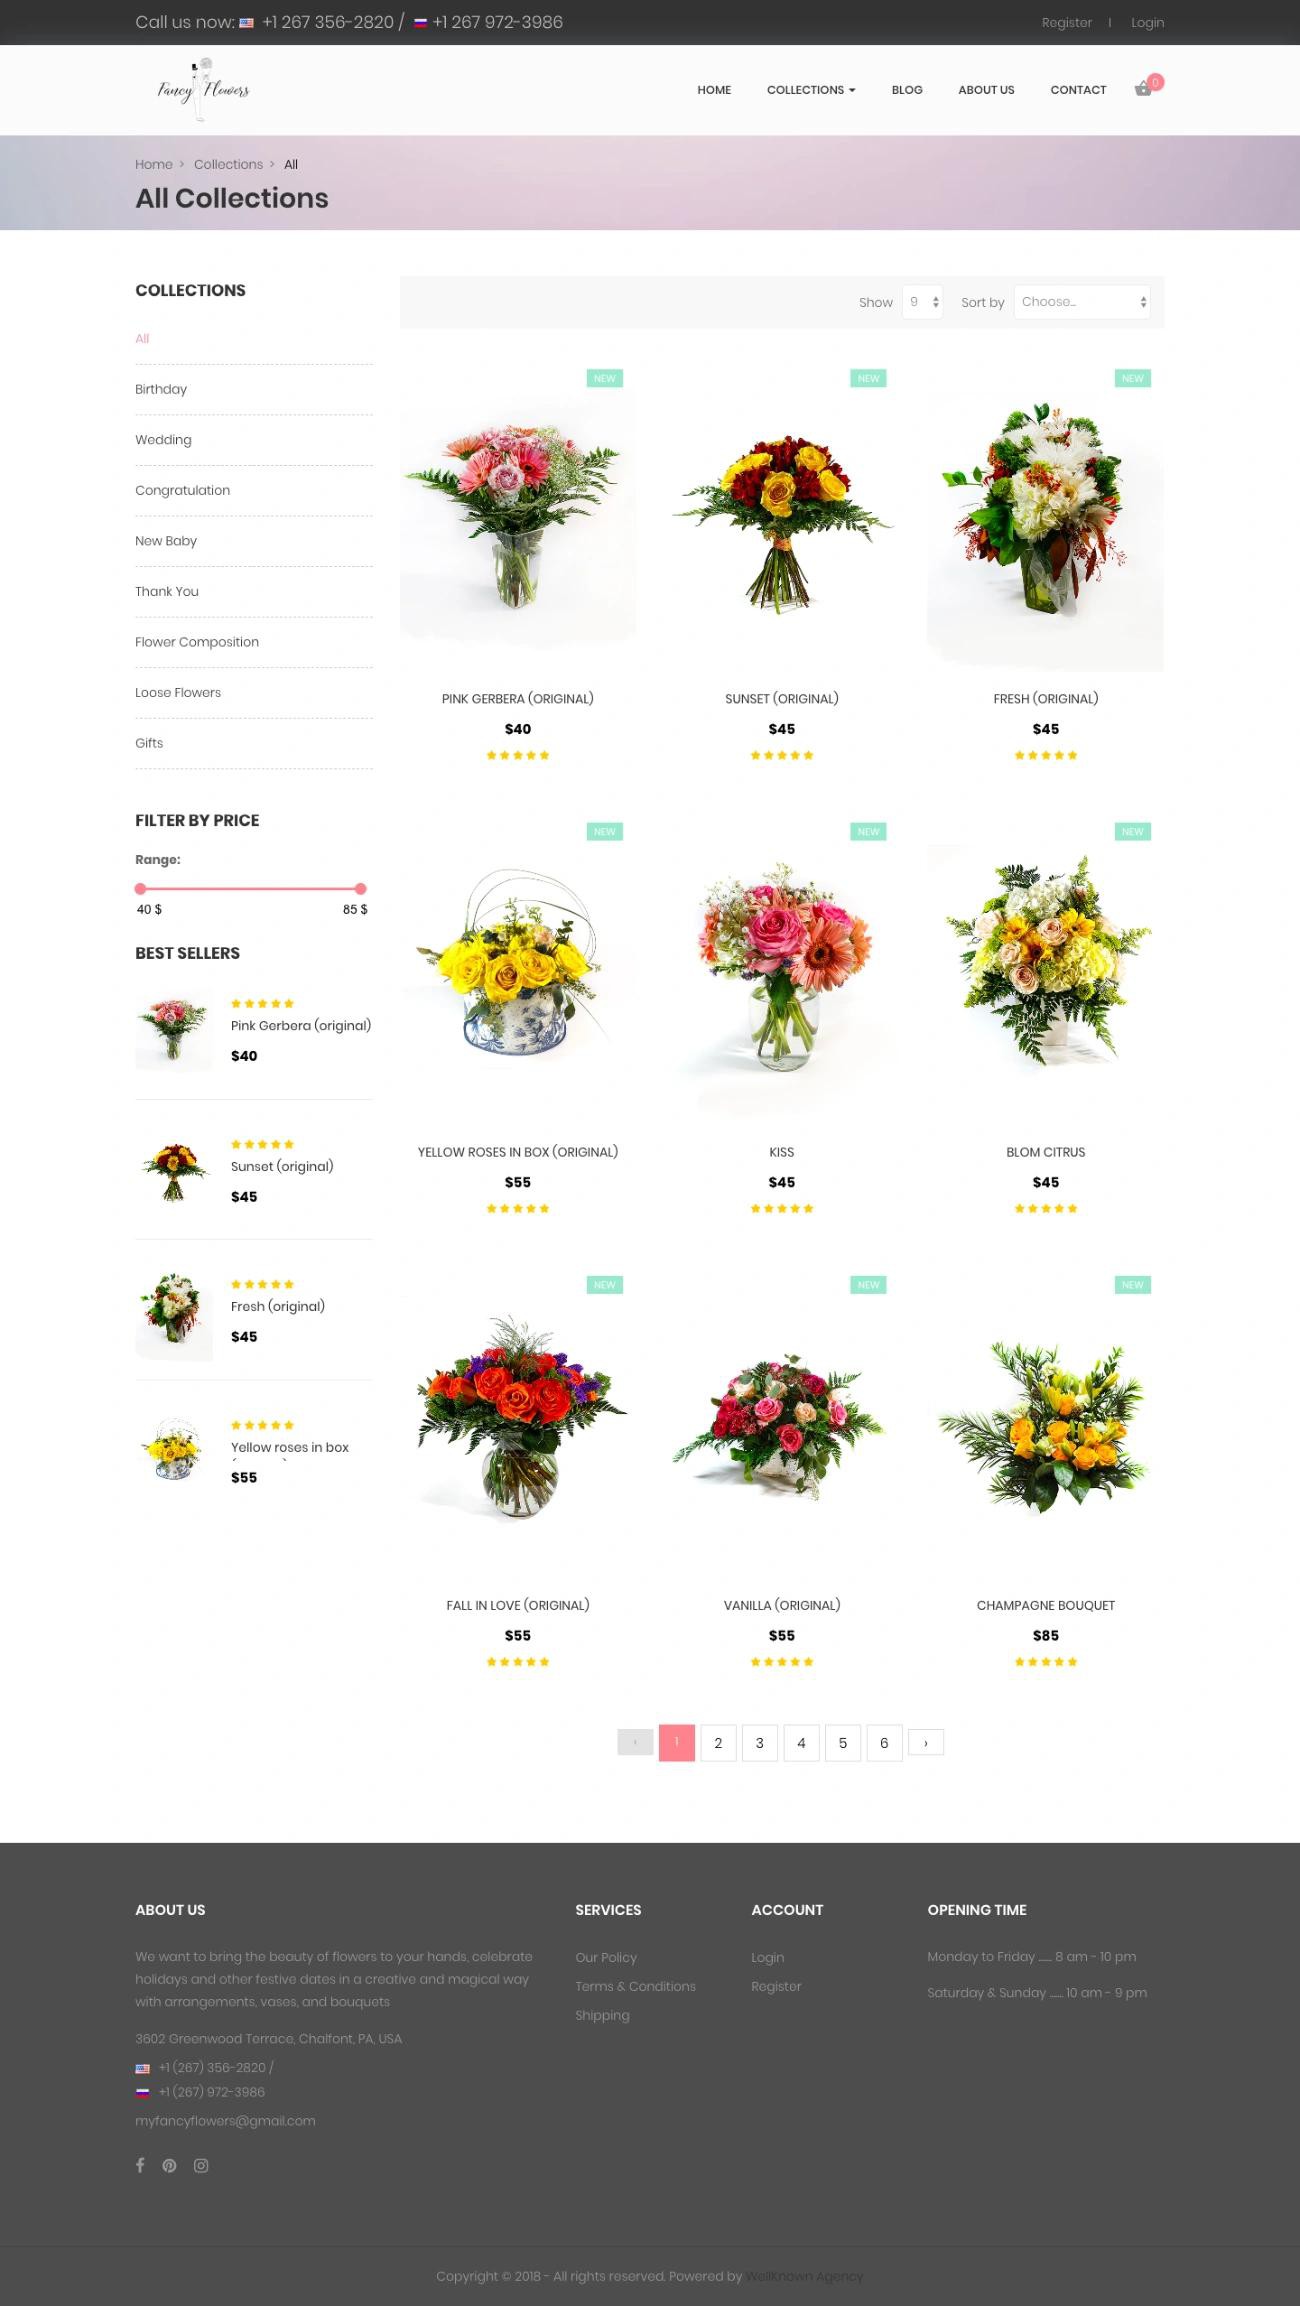 Call us now: +1 267 356-2820 / +1 267 972-3986
Register | Login
Fancy Flowers
HOME COLLECTIONS BLOG ABOUT US CONTACT 0
Home > Collections > All
All Collections
COLLECTIONS
All
Birthday
Wedding
Congratulation
New Baby
Thank You
Flower Composition
Loose Flowers
Gifts
FILTER BY PRICE
Range:
40 $ 85 $
BEST SELLERS
Pink Gerbera (original)
$40
Sunset (original)
$45
Fresh (original)
$45
Yellow roses in box
$55
Show 9 Sort by Choose...
NEW NEW NEW
PINK GERBERA (ORIGINAL) SUNSET (ORIGINAL) FRESH (ORIGINAL)
$40 $45 $45
NEW NEW NEW
YELLOW ROSES IN BOX (ORIGINAL) KISS BLOM CITRUS
$55 $45 $45
NEW NEW NEW
FALL IN LOVE (ORIGINAL) VANILLA (ORIGINAL) CHAMPAGNE BOUQUET
$55 $55 $85
‹ 1 2 3 4 5 6 ›
ABOUT US
We want to bring the beauty of flowers to your hands, celebrate
holidays and other festive dates in a creative and magical way
with arrangements, vases, and bouquets
3602 Greenwood Terrace, Chalfont, PA, USA
+1 (267) 356-2820 /
+1 (267) 972-3986
myfancyflowers@gmail.com
SERVICES
Our Policy
Terms & Conditions
Shipping
ACCOUNT
Login
Register
OPENING TIME
Monday to Friday ...... 8 am - 10 pm
Saturday & Sunday ...... 10 am - 9 pm
Copyright © 2018 - All rights reserved. Powered by WellKnown Agency